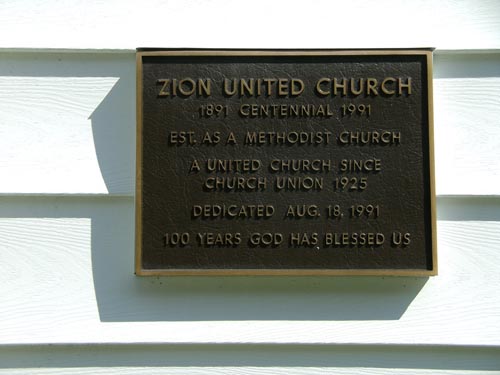 ZION UNITED CHURCH
1891 CENTENNIAL 1991
EST. AS A METHODIST CHURCH
A UNITED CHURCH SINCE
CHURCH UNION 1925
DEDICATED AUG. 18, 1991
100 YEARS GOD HAS BLESSED US